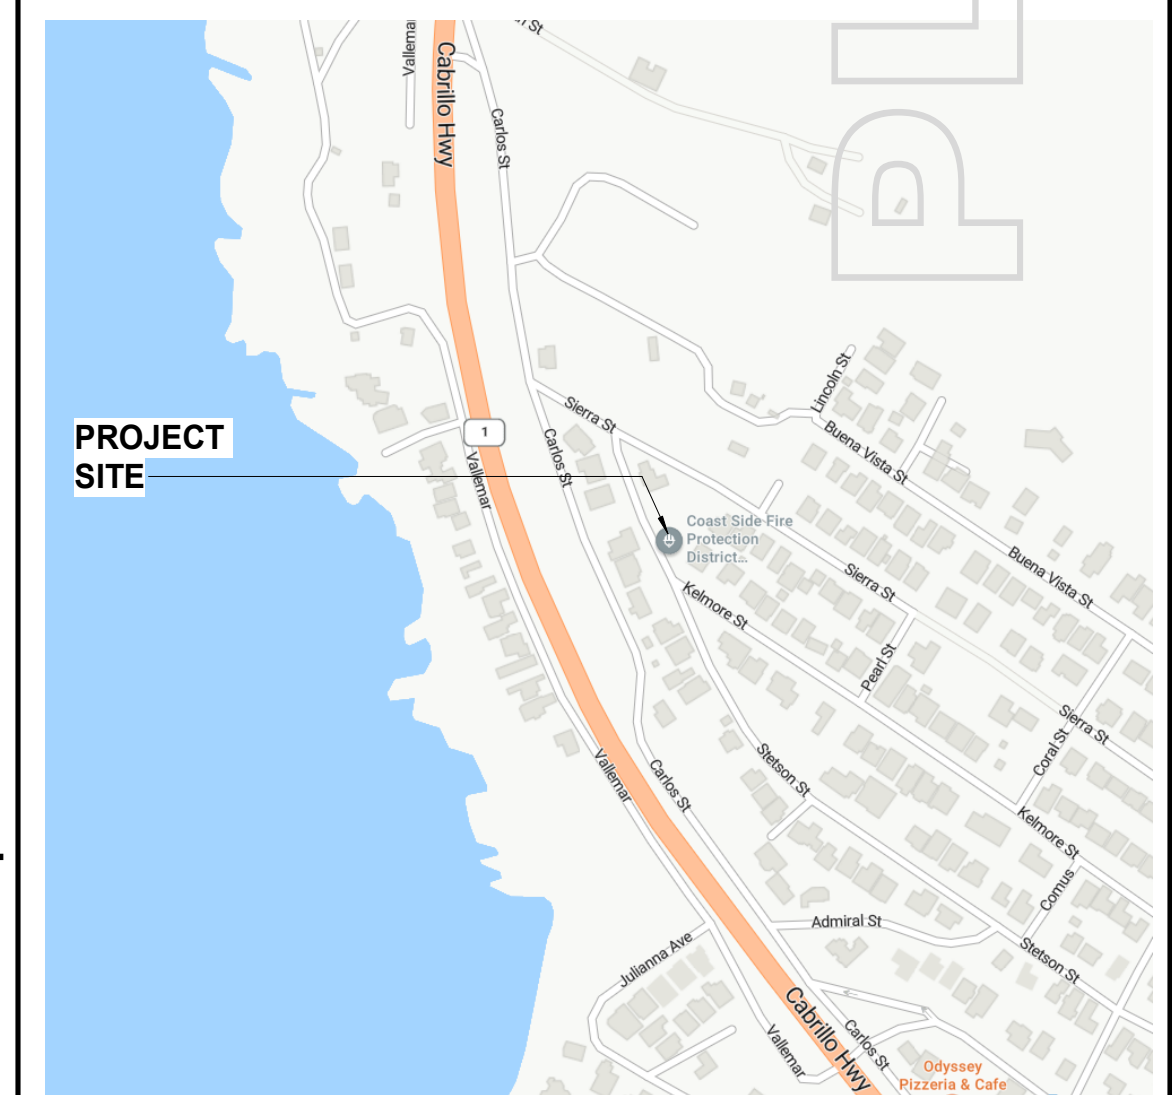 n St
Vallemar
Cabrillo Hwy
Carlos St
P
Lincoln St
Sierra St
Buena Vista St
PROJECT
SITE
1
Carlos St
Vallemar
Coast Side Fire
Protection
District...
Buena Vista St
Sierra St
Kelmore St
Pearl St
Sierra St
Coral St
Stetson St
Vallemar
Carlos St
Kelmore St
Comus
Admiral St
Stetson St
Julianna Ave
Cabrillo Hwy
Carlos St
Vallemar
Odyssey
Pizzeria & Cafe